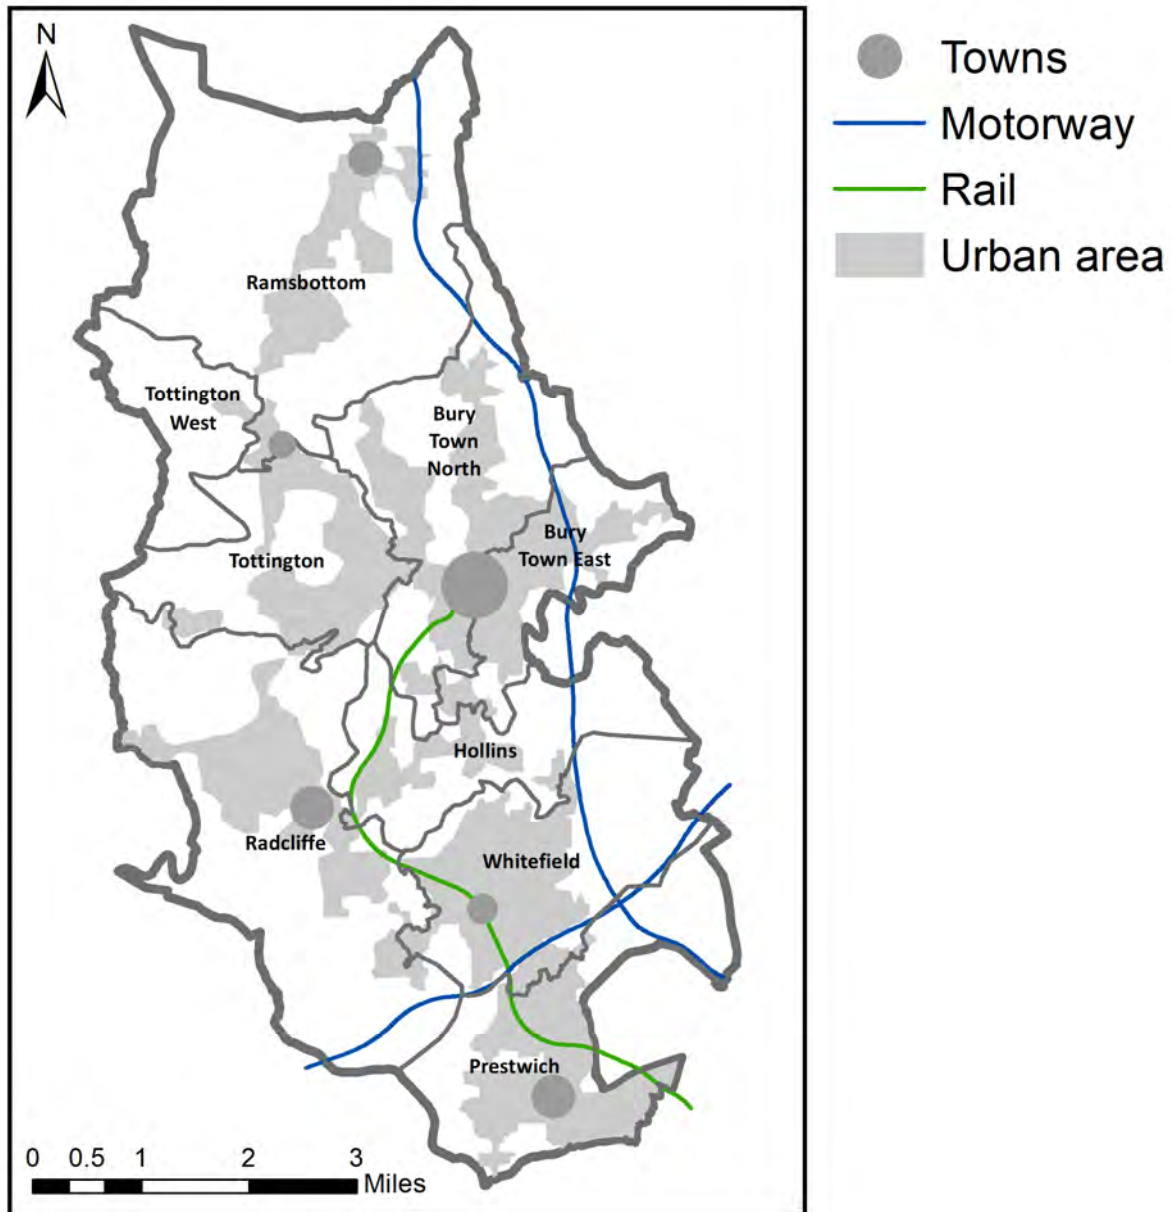 N
Towns
Motorway
Rail
Urban area
Ramsbottom
Tottington
West
Bury
Town
North
Bury
Town East
Tottington
Hollins
Radcliffe
Whitefield
Prestwich
0 0.5 1 2 3
Miles